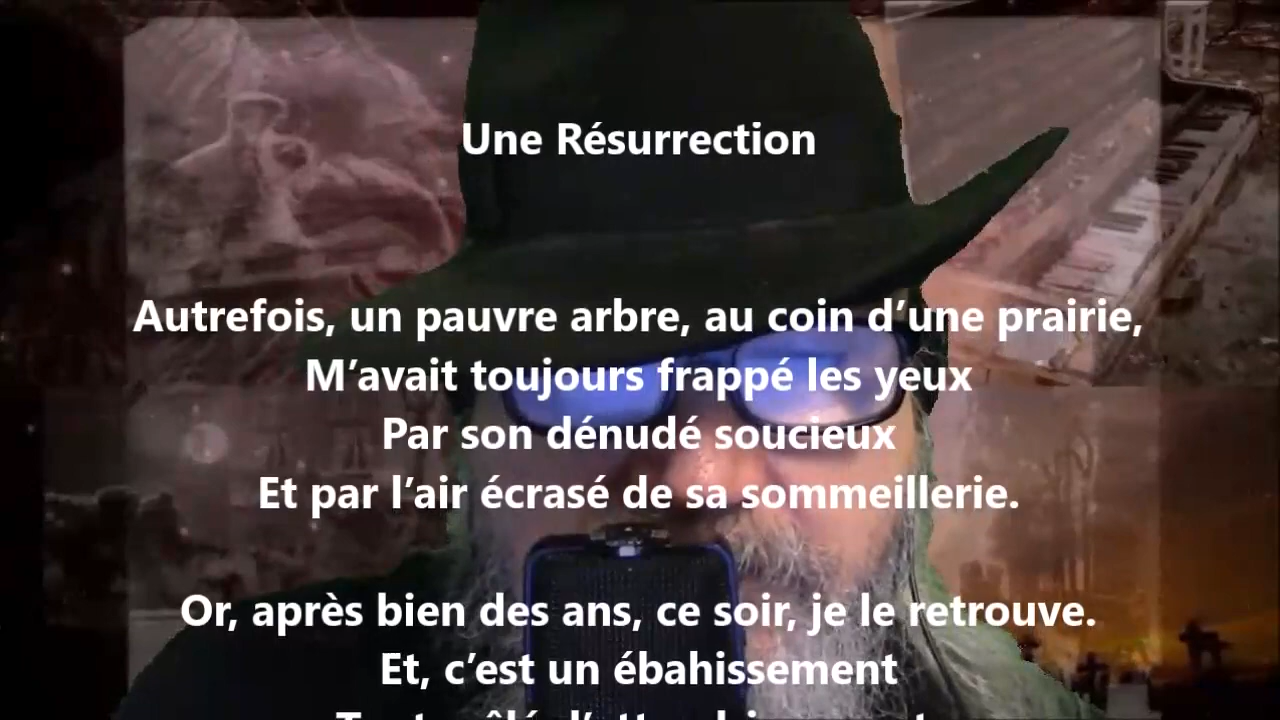 Une Résurrection
Autrefois, un pauvre arbre, au coin d’une prairie,
M’avait toujours frappé les yeux
Par son dénudé soucieux
Et par l’air écrasé de sa sommeillerie.
Or, après bien des ans, ce soir, je le retrouve.
Et, c’est un ébahissement